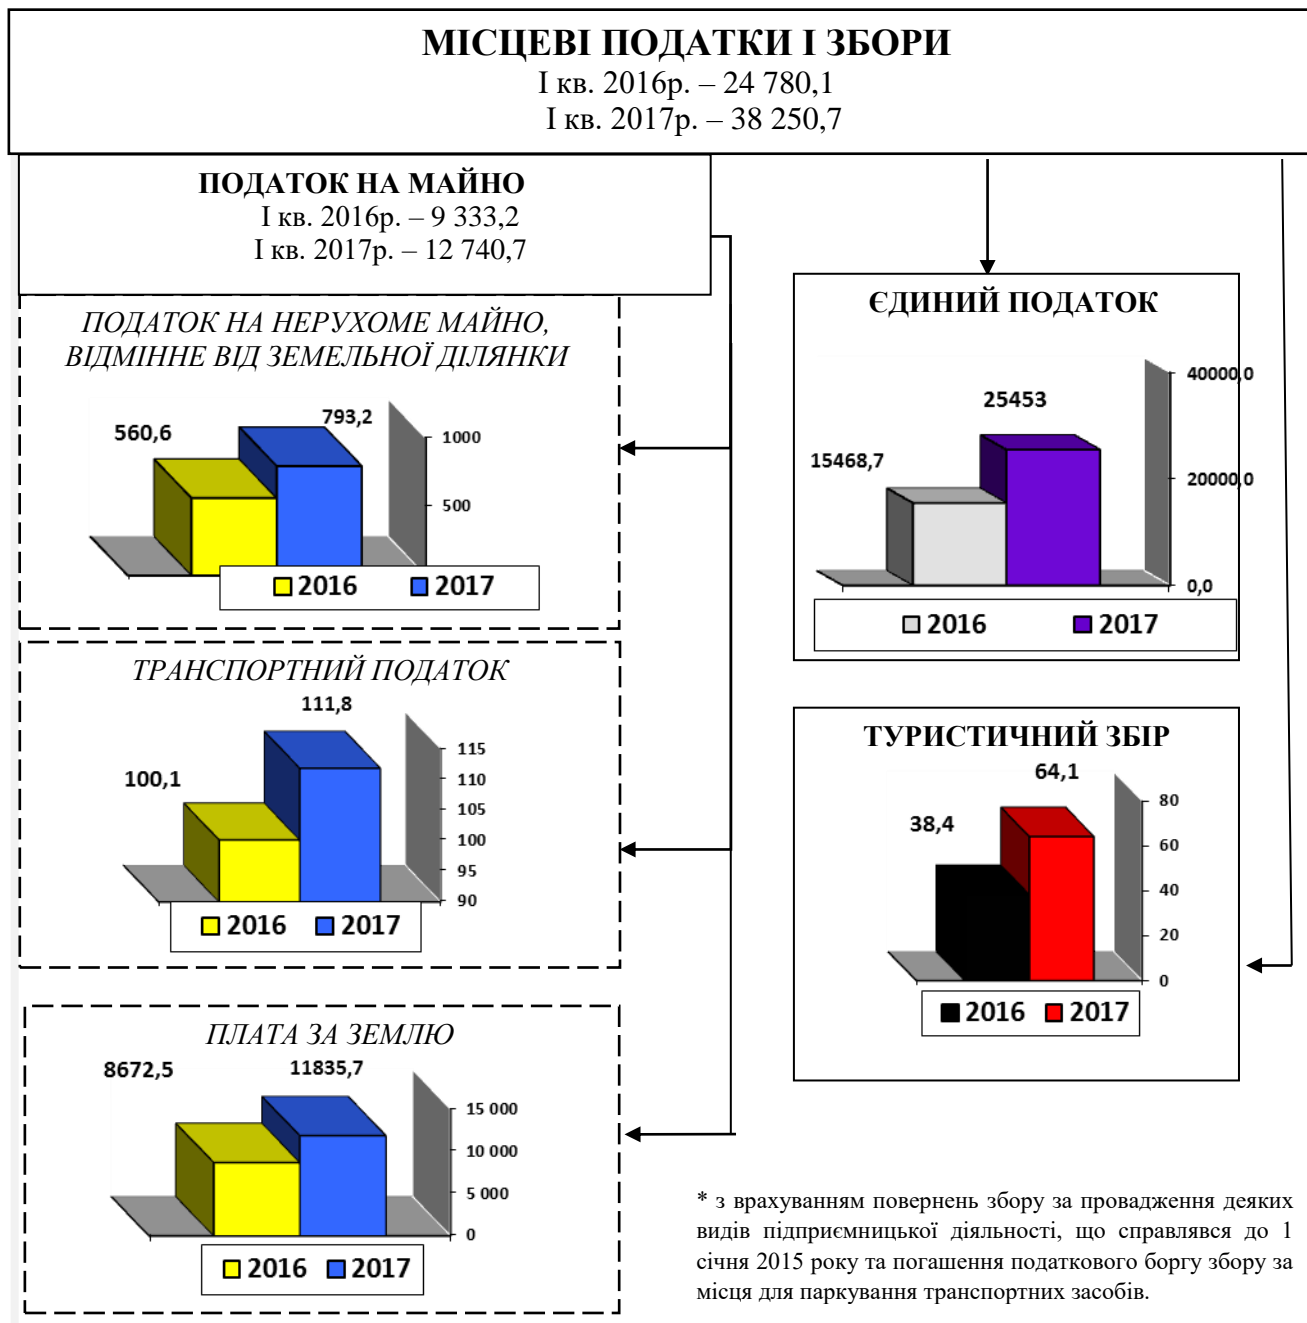 МІСЦЕВІ ПОДАТКИ І ЗБОРИ
І кв. 2016р. – 24 780,1
І кв. 2017р. – 38 250,7
ПОДАТОК НА МАЙНО
І кв. 2016р. – 9 333,2
І кв. 2017р. – 12 740,7
ПОДАТОК НА НЕРУХОМЕ МАЙНО,
ВІДМІННЕ ВІД ЗЕМЕЛЬНОЇ ДІЛЯНКИ
560,6
793,2
1000
500
2016 2017
ТРАНСПОРТНИЙ ПОДАТОК
100,1
111,8
115
110
105
100
95
90
2016 2017
ПЛАТА ЗА ЗЕМЛЮ
8672,5
11835,7
15 000
10 000
5 000
0
2016 2017
ЄДИНИЙ ПОДАТОК
15468,7
25453
40000,0
20000,0
0,0
2016 2017
ТУРИСТИЧНИЙ ЗБІР
38,4
64,1
80
60
40
20
0
2016 2017
* з врахуванням повернень збору за провадження деяких
видів підприємницької діяльності, що справлявся до 1
січня 2015 року та погашення податкового боргу збору за
місця для паркування транспортних засобів.